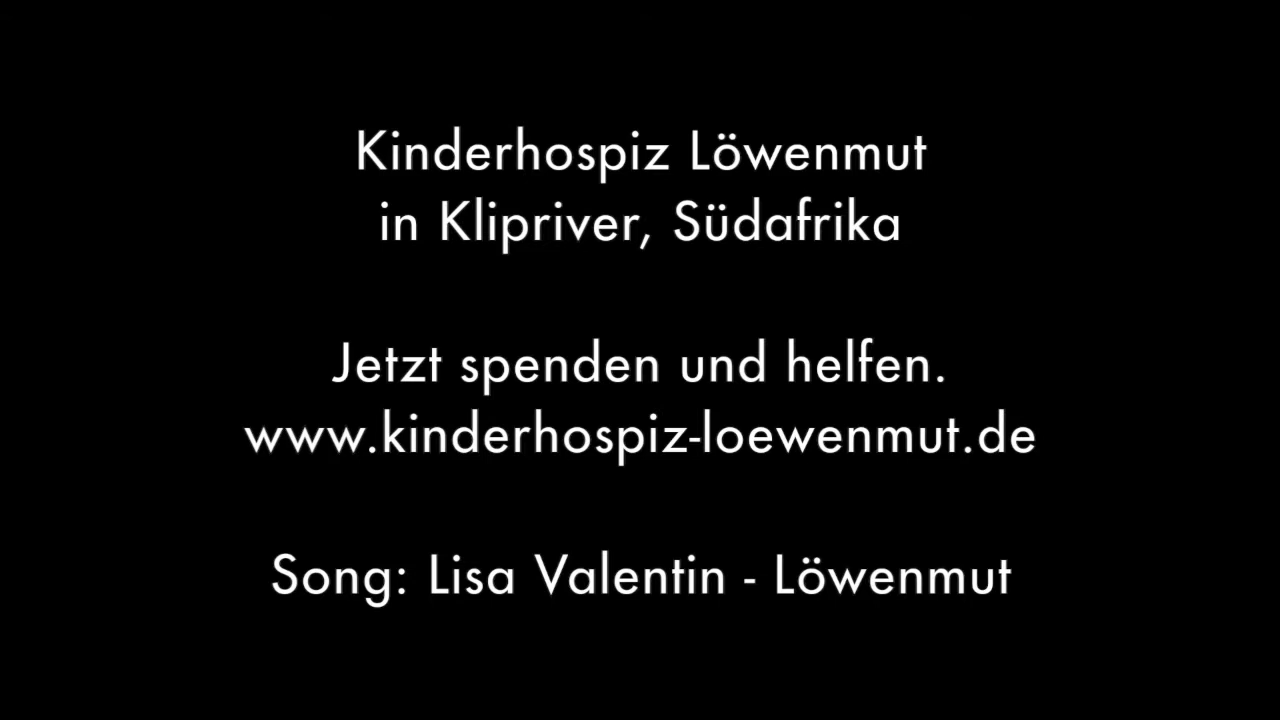 Kinderhospiz Löwenmut
in Klipriver, Südafrika
Jetzt spenden und helfen.
www.kinderhospiz-loewenmut.de
Song: Lisa Valentin - Löwenmut